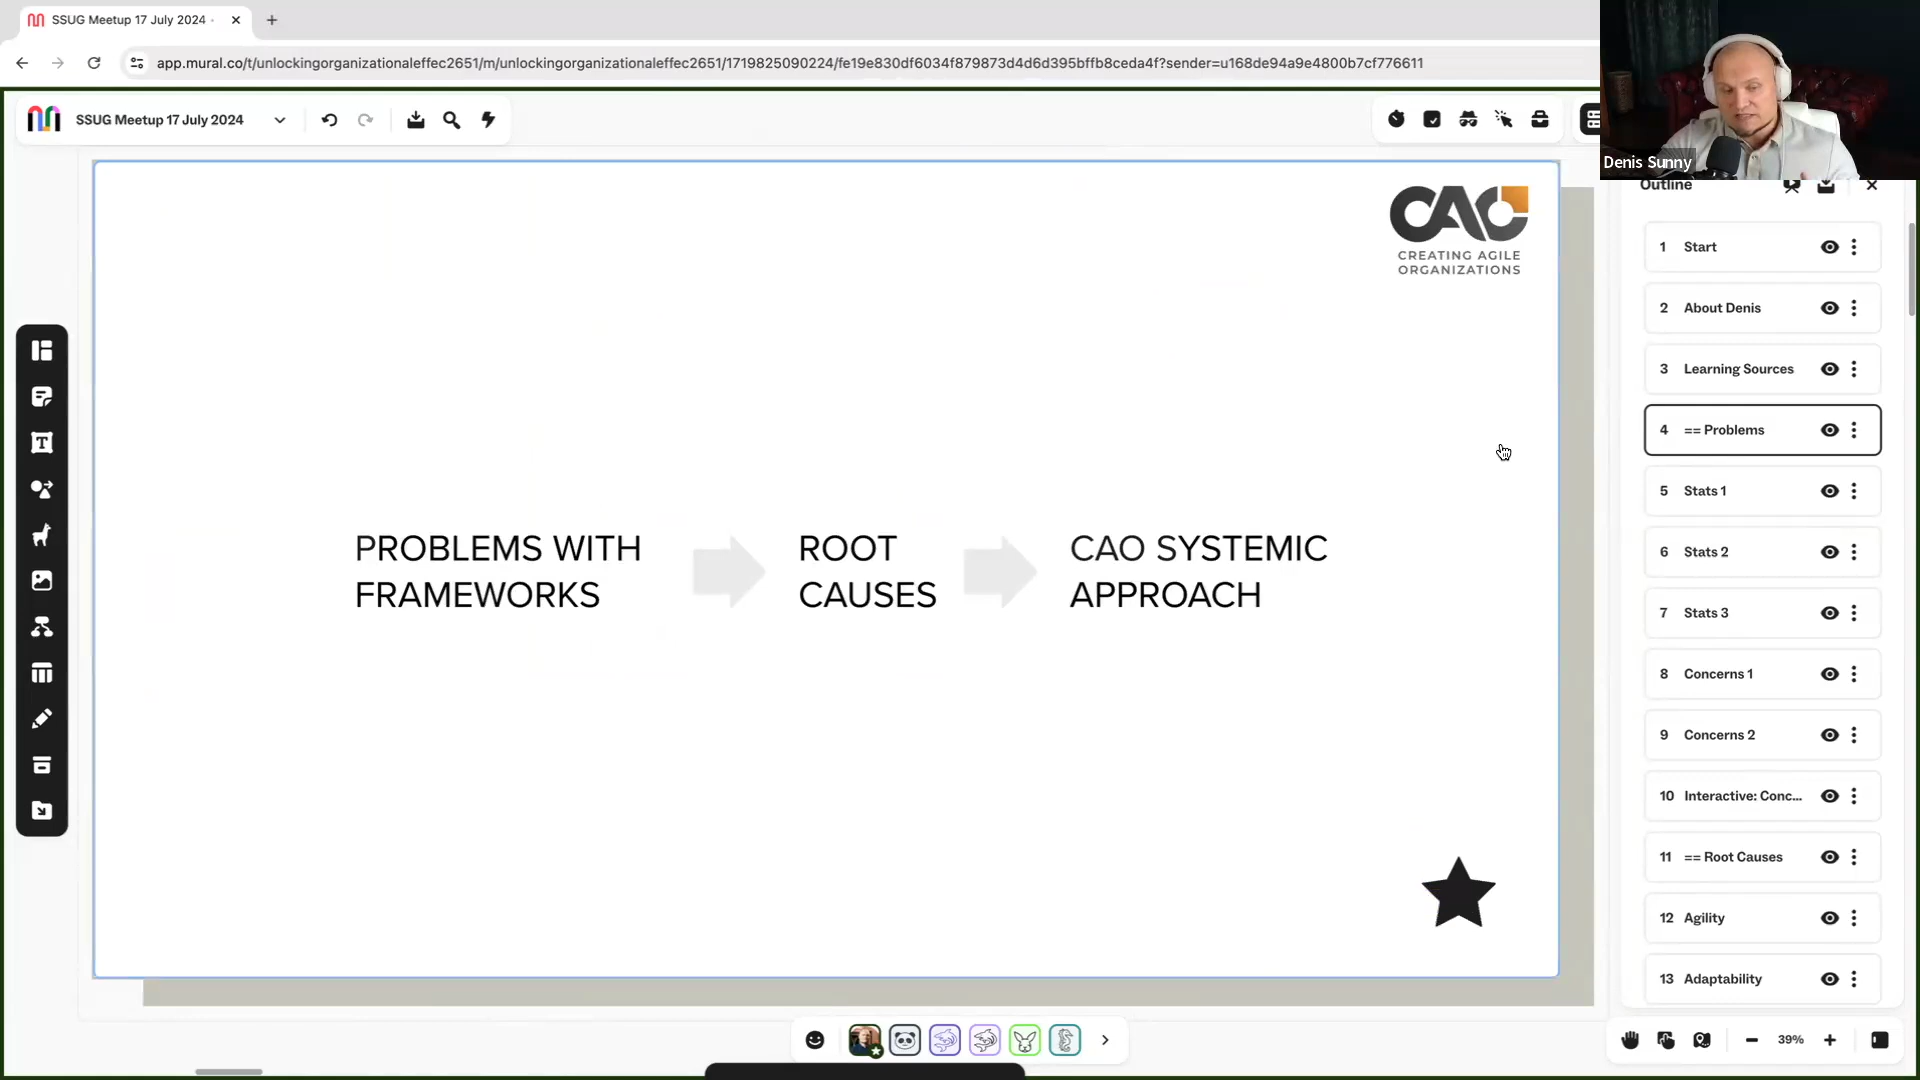 SSUG Meetup 17 July 2024
app.mural.co/t/unlockingorganizationaleffec2651/m/unlockingorganizationaleffec2651/1719825090224/fe19e830df6034f879873d4d6d395bffb8ceda4f?sender=u168de94a9e4800b7cf776611
SSUG Meetup 17 July 2024
Denis Sunny
CAO
CREATING AGILE
ORGANIZATIONS
PROBLEMS WITH
FRAMEWORKS
ROOT
CAUSES
CAO SYSTEMIC
APPROACH
Outline
1 Start
2 About Denis
3 Learning Sources
4 == Problems
5 Stats 1
6 Stats 2
7 Stats 3
8 Concerns 1
9 Concerns 2
10 Interactive: Conc...
11 == Root Causes
12 Agility
13 Adaptability
39%